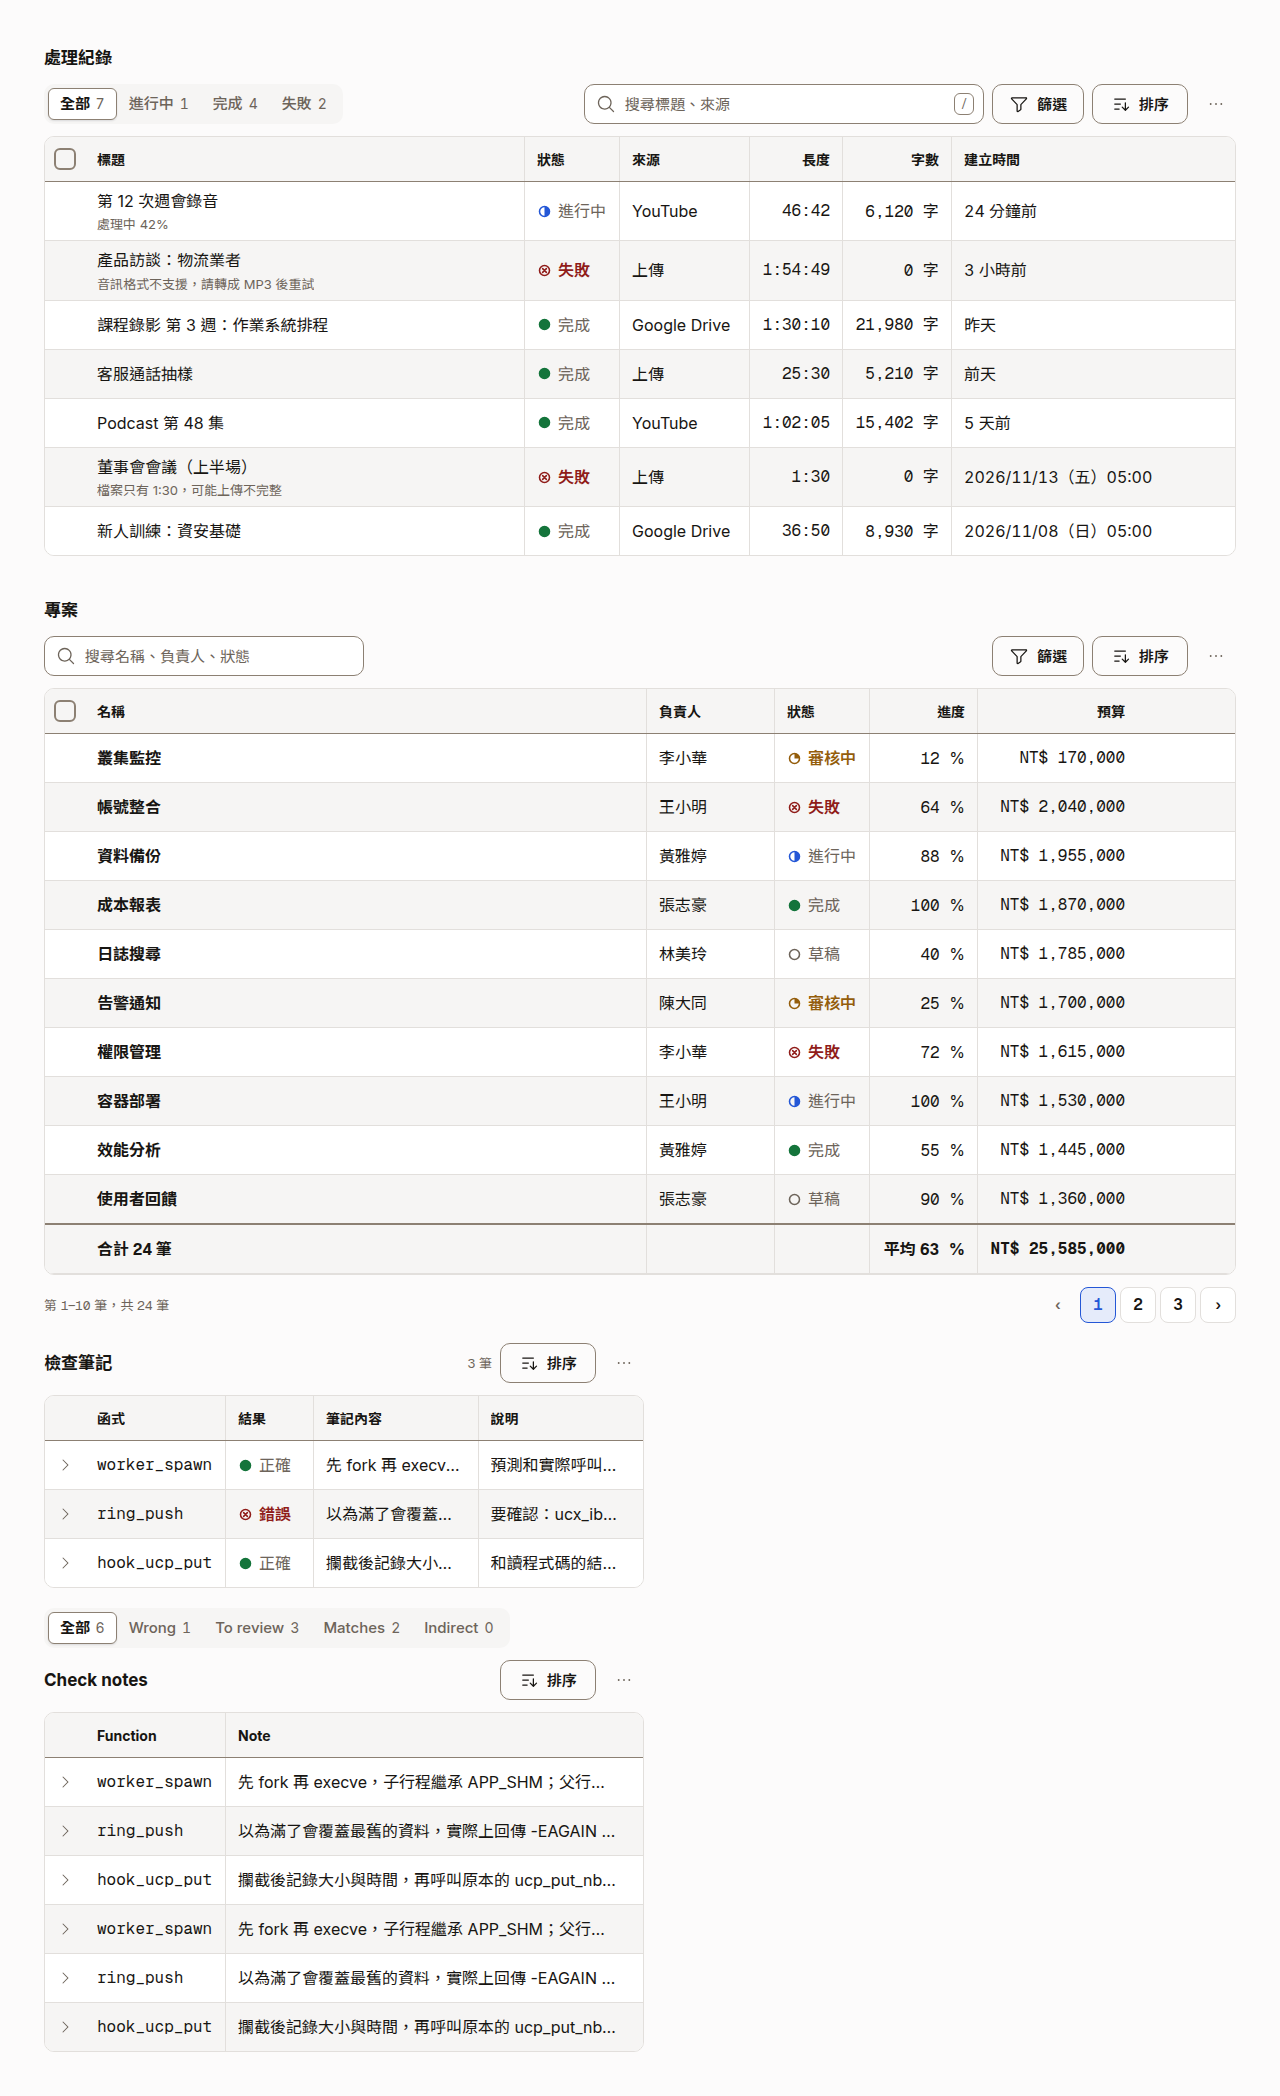 處理紀錄
全部 7 進行中 1 完成 4 失敗 2 搜尋標題、來源 / 篩選 排序 ···
標題 狀態 來源 長度 字數 建立時間
第 12 次週會錄音
處理中 42%
進行中 YouTube 46:42 6,120 字 24 分鐘前
產品訪談：物流業者
音訊格式不支援，請轉成 MP3 後重試
失敗 上傳 1:54:49 0 字 3 小時前
課程錄影 第 3 週：作業系統排程 完成 Google Drive 1:30:10 21,980 字 昨天
客服通話抽樣 完成 上傳 25:30 5,210 字 前天
Podcast 第 48 集 完成 YouTube 1:02:05 15,402 字 5 天前
董事會會議（上半場）
檔案只有 1:30，可能上傳不完整
失敗 上傳 1:30 0 字 2026/11/13（五）05:00
新人訓練：資安基礎 完成 Google Drive 36:50 8,930 字 2026/11/08（日）05:00
專案
搜尋名稱、負責人、狀態 篩選 排序 ···
名稱 負責人 狀態 進度 預算
叢集監控 李小華 審核中 12 % NT$ 170,000
帳號整合 王小明 失敗 64 % NT$ 2,040,000
資料備份 黃雅婷 進行中 88 % NT$ 1,955,000
成本報表 張志豪 完成 100 % NT$ 1,870,000
日誌搜尋 林美玲 草稿 40 % NT$ 1,785,000
告警通知 陳大同 審核中 25 % NT$ 1,700,000
權限管理 李小華 失敗 72 % NT$ 1,615,000
容器部署 王小明 進行中 100 % NT$ 1,530,000
效能分析 黃雅婷 完成 55 % NT$ 1,445,000
使用者回饋 張志豪 草稿 90 % NT$ 1,360,000
合計 24 筆 平均 63 % NT$ 25,585,000
第 1–10 筆，共 24 筆 ‹ 1 2 3 ›
檢查筆記 3 筆 排序 ···
函式 結果 筆記內容 說明
worker_spawn 正確 先 fork 再 execv... 預測和實際呼叫...
ring_push 錯誤 以為滿了會覆蓋... 要確認：ucx_ib...
hook_ucp_put 正確 攔截後記錄大小... 和讀程式碼的結...
全部 6 Wrong 1 To review 3 Matches 2 Indirect 0
Check notes 排序 ···
Function Note
worker_spawn 先 fork 再 execve，子行程繼承 APP_SHM；父行...
ring_push 以為滿了會覆蓋最舊的資料，實際上回傳 -EAGAIN ...
hook_ucp_put 攔截後記錄大小與時間，再呼叫原本的 ucp_put_nb...
worker_spawn 先 fork 再 execve，子行程繼承 APP_SHM；父行...
ring_push 以為滿了會覆蓋最舊的資料，實際上回傳 -EAGAIN ...
hook_ucp_put 攔截後記錄大小與時間，再呼叫原本的 ucp_put_nb...